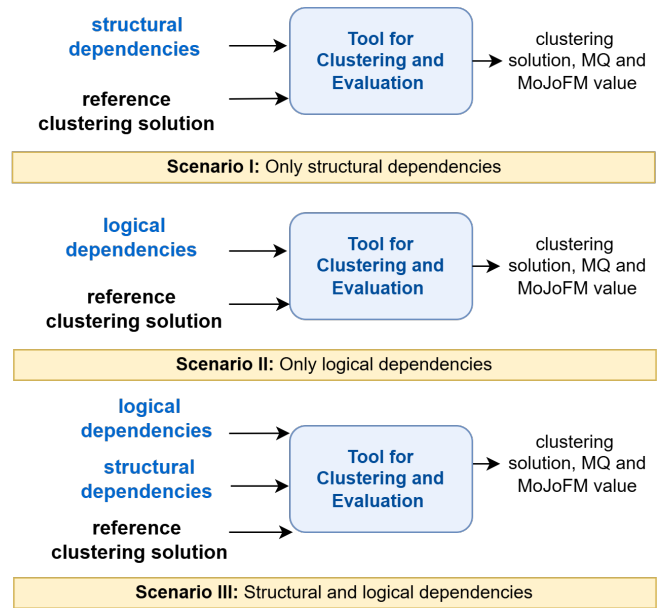 structural
dependencies
reference
clustering solution
Tool for
Clustering and
Evaluation
clustering
solution, MQ and
MoJoFM value
Scenario I: Only structural dependencies
logical
dependencies
reference
clustering solution
Tool for
Clustering and
Evaluation
clustering
solution, MQ and
MoJoFM value
Scenario II: Only logical dependencies
logical
dependencies
structural
dependencies
reference
clustering solution
Tool for
Clustering and
Evaluation
clustering
solution, MQ and
MoJoFM value
Scenario III: Structural and logical dependencies